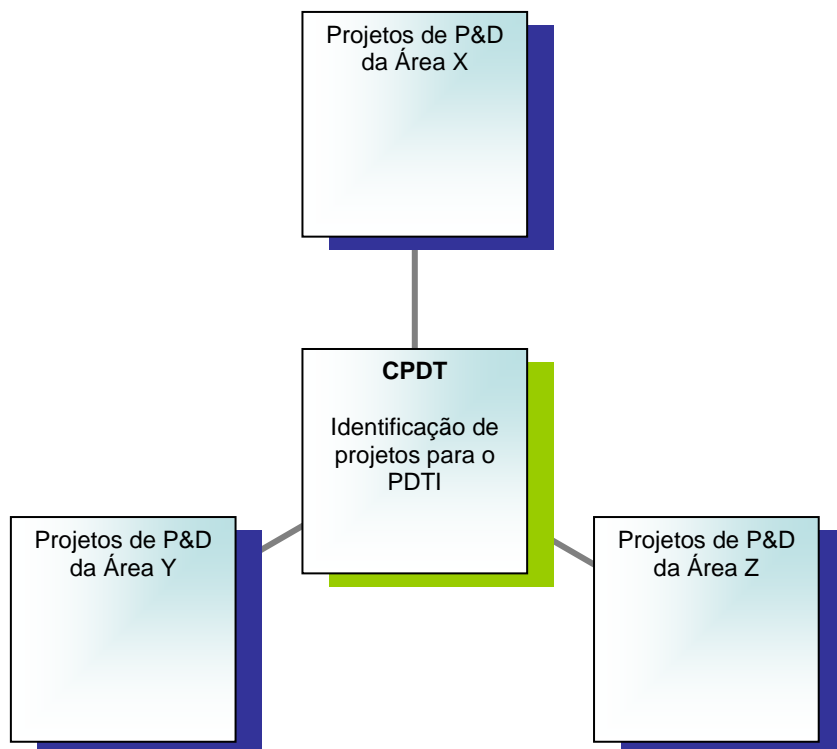 Projetos de P&D
da Área X
CPDT
Identificação de
projetos para o
PDTI
Projetos de P&D
da Área Y
Projetos de P&D
da Área Z